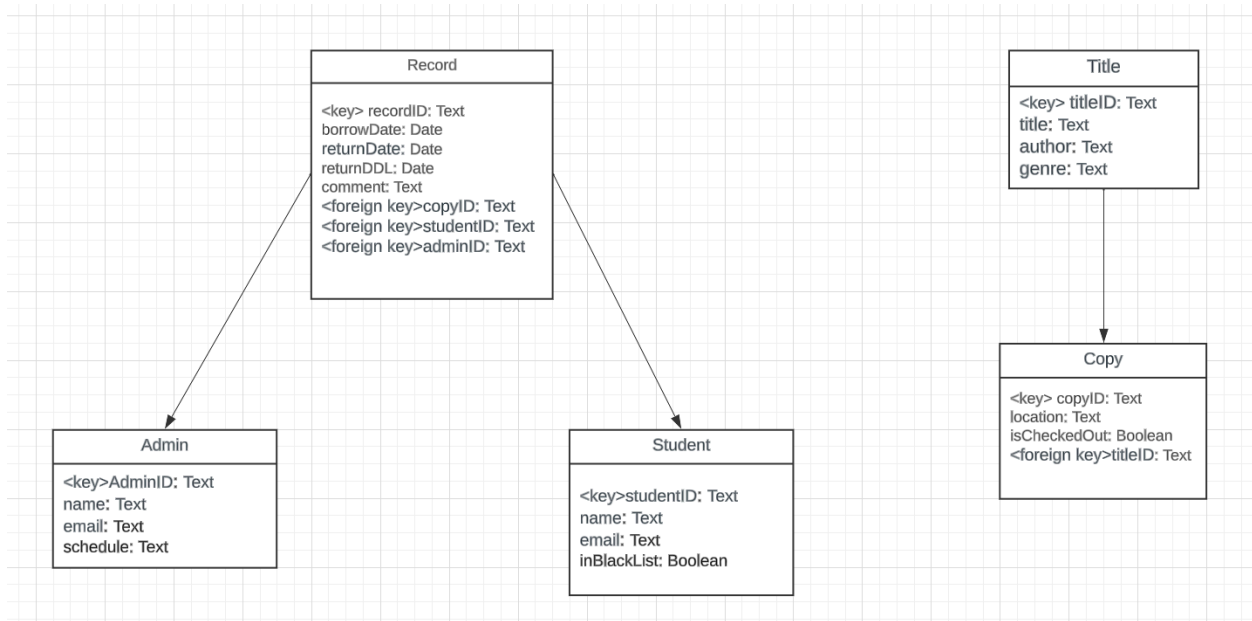 Record
<key> recordID: Text
borrowDate: Date
returnDate: Date
returnDDL: Date
comment: Text
<foreign key>copyID: Text
<foreign key>studentID: Text
<foreign key>adminID: Text
Title
<key> titleID: Text
title: Text
author: Text
genre: Text
Admin
<key>AdminID: Text
name: Text
email: Text
schedule: Text
Student
<key>studentID: Text
name: Text
email: Text
inBlackList: Boolean
Copy
<key> copyID: Text
location: Text
isCheckedOut: Boolean
<foreign key>titleID: Text